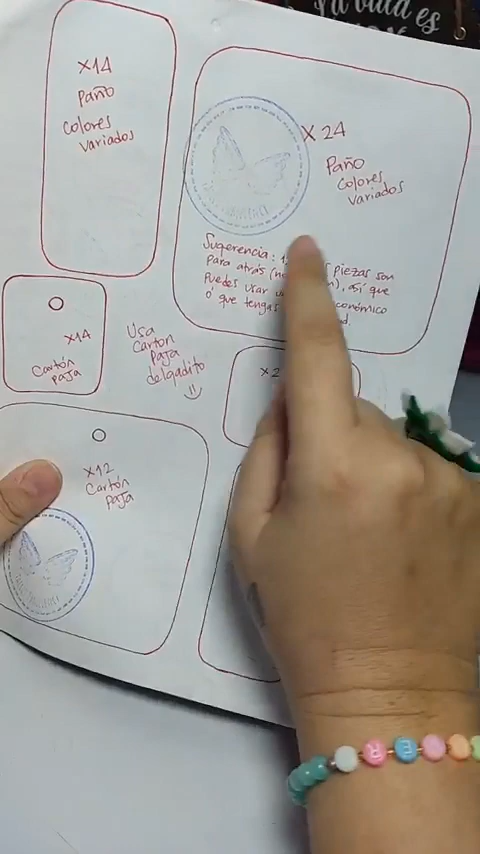 es
X14
Paño
Colores
Variados
X 24
Paño
Colores
Variados
Sugerencia:
piezas son
Para atrás
así que
Puedes usar
económico
ó que tengas
X14
Cartón
Paja
Usa
Cartón
Paja
delgadito
X12
Cartón
Paja